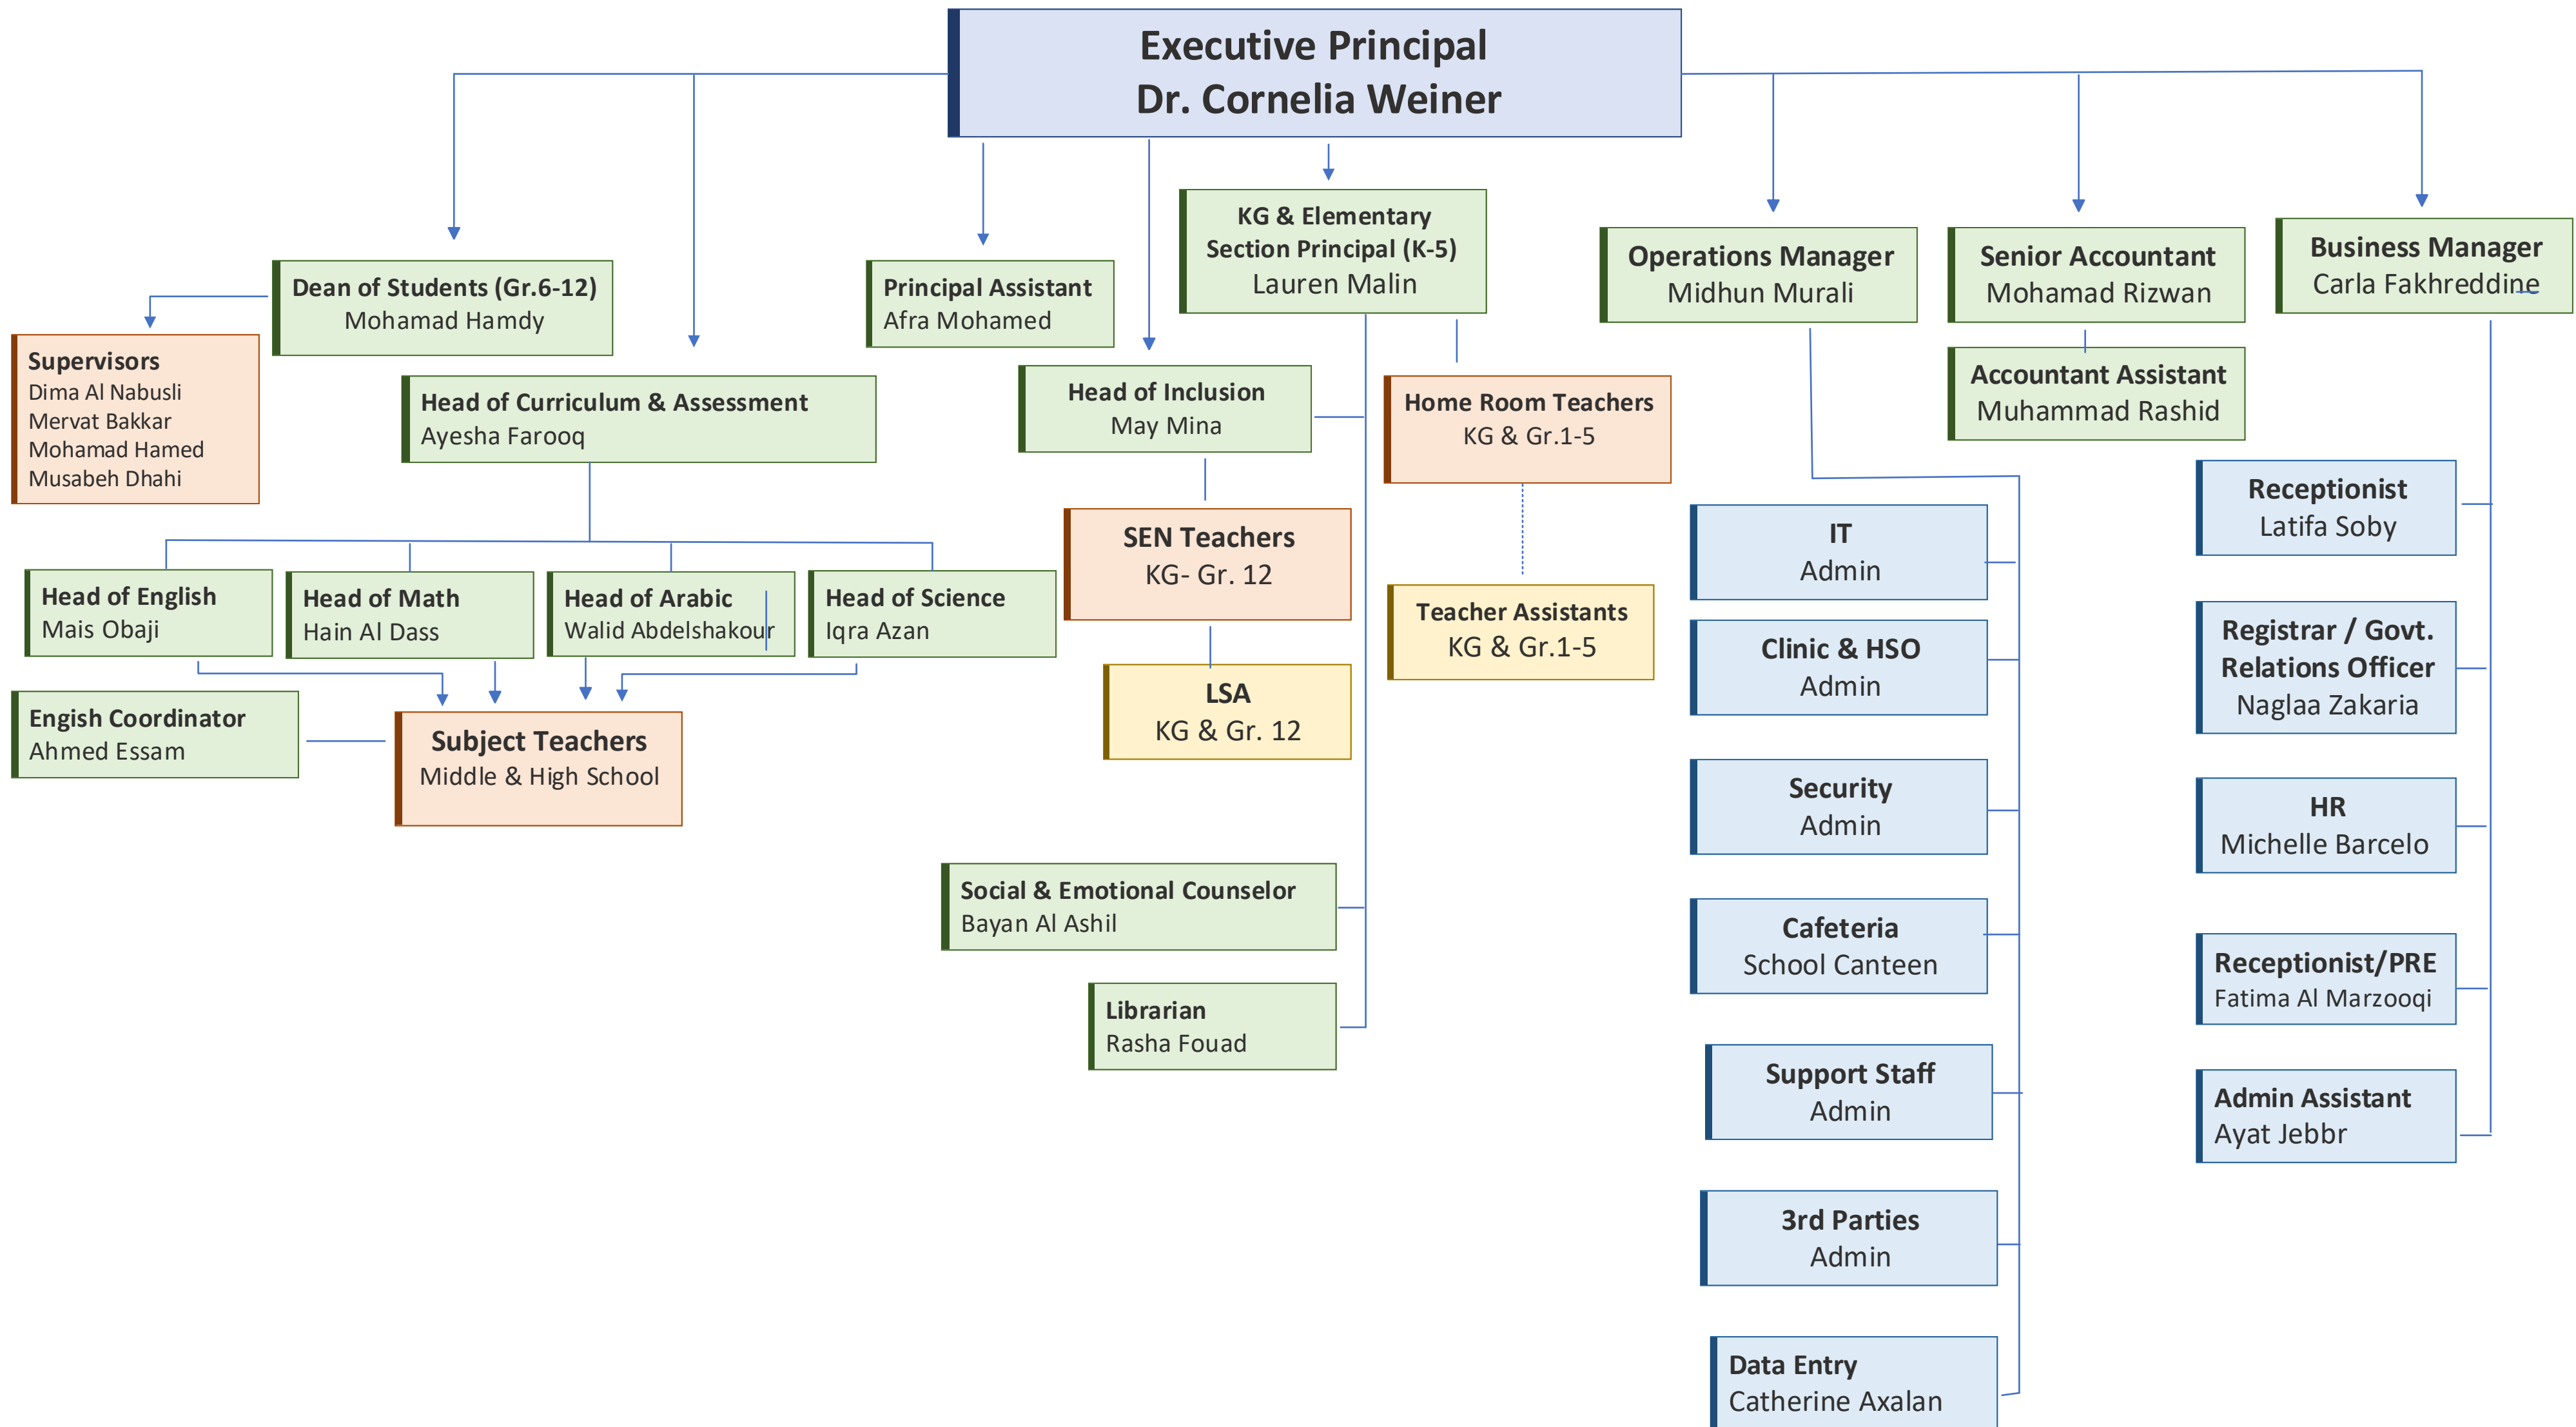 Executive Principal
Dr. Cornelia Weiner
Dean of Students (Gr.6-12)
Mohamad Hamdy
Supervisors
Dima Al Nabusli
Mervat Bakkar
Mohamad Hamed
Musabeh Dhahi
Head of Curriculum & Assessment
Ayesha Farooq
Principal Assistant
Afra Mohamed
KG & Elementary
Section Principal (K-5)
Lauren Malin
Head of Inclusion
May Mina
Home Room Teachers
KG & Gr.1-5
Operations Manager
Midhun Murali
Senior Accountant
Mohamad Rizwan
Accountant Assistant
Muhammad Rashid
Business Manager
Carla Fakhreddine
Head of English
Mais Obaji
Head of Math
Hain Al Dass
Head of Arabic
Walid Abdelshakour
Head of Science
Iqra Azan
Engish Coordinator
Ahmed Essam
Subject Teachers
Middle & High School
SEN Teachers
KG- Gr. 12
LSA
KG & Gr. 12
Teacher Assistants
KG & Gr.1-5
Social & Emotional Counselor
Bayan Al Ashil
Librarian
Rasha Fouad
IT
Admin
Clinic & HSO
Admin
Security
Admin
Cafeteria
School Canteen
Support Staff
Admin
3rd Parties
Admin
Data Entry
Catherine Axalan
Receptionist
Latifa Soby
Registrar / Govt.
Relations Officer
Naglaa Zakaria
HR
Michelle Barcelo
Receptionist/PRE
Fatima Al Marzooqi
Admin Assistant
Ayat Jebbr